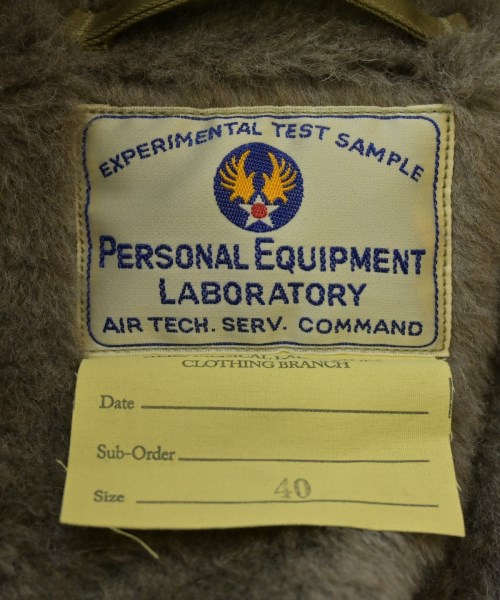 EXPERIMENTAL TEST SAMPLE
PERSONAL EQUIPMENT
LABORATORY
AIR TECH. SERV. COMMAND
CLOTHING BRANCH
Date
Sub-Order
Size 40